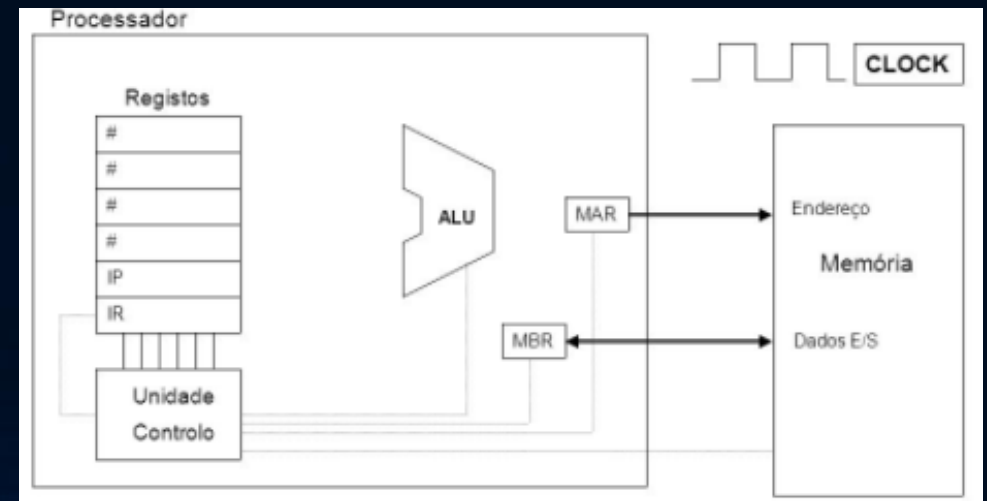 Processador
CLOCK
Registos
#
#
#
#
IP
IR
ALU
MAR
MBR
Endereço
Memória
Dados E/S
Unidade
Controlo